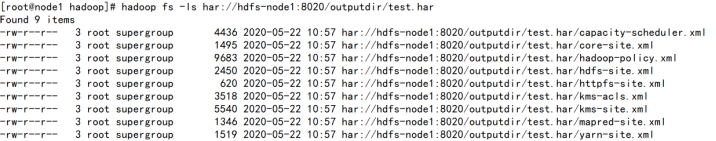 [root@node1 hadoop]# hadoop fs -ls har://hdfs-node1:8020/outputdir/test.har
Found 9 items
-rw-r--r--   3 root supergroup       4436 2020-05-22 10:57 har://hdfs-node1:8020/outputdir/test.har/capacity-scheduler.xml
-rw-r--r--   3 root supergroup       1495 2020-05-22 10:57 har://hdfs-node1:8020/outputdir/test.har/core-site.xml
-rw-r--r--   3 root supergroup       9683 2020-05-22 10:57 har://hdfs-node1:8020/outputdir/test.har/hadoop-policy.xml
-rw-r--r--   3 root supergroup       2450 2020-05-22 10:57 har://hdfs-node1:8020/outputdir/test.har/hdfs-site.xml
-rw-r--r--   3 root supergroup        620 2020-05-22 10:57 har://hdfs-node1:8020/outputdir/test.har/httpfs-site.xml
-rw-r--r--   3 root supergroup       3518 2020-05-22 10:57 har://hdfs-node1:8020/outputdir/test.har/kms-acls.xml
-rw-r--r--   3 root supergroup       5540 2020-05-22 10:57 har://hdfs-node1:8020/outputdir/test.har/kms-site.xml
-rw-r--r--   3 root supergroup       1346 2020-05-22 10:57 har://hdfs-node1:8020/outputdir/test.har/mapred-site.xml
-rw-r--r--   3 root supergroup       1519 2020-05-22 10:57 har://hdfs-node1:8020/outputdir/test.har/yarn-site.xml